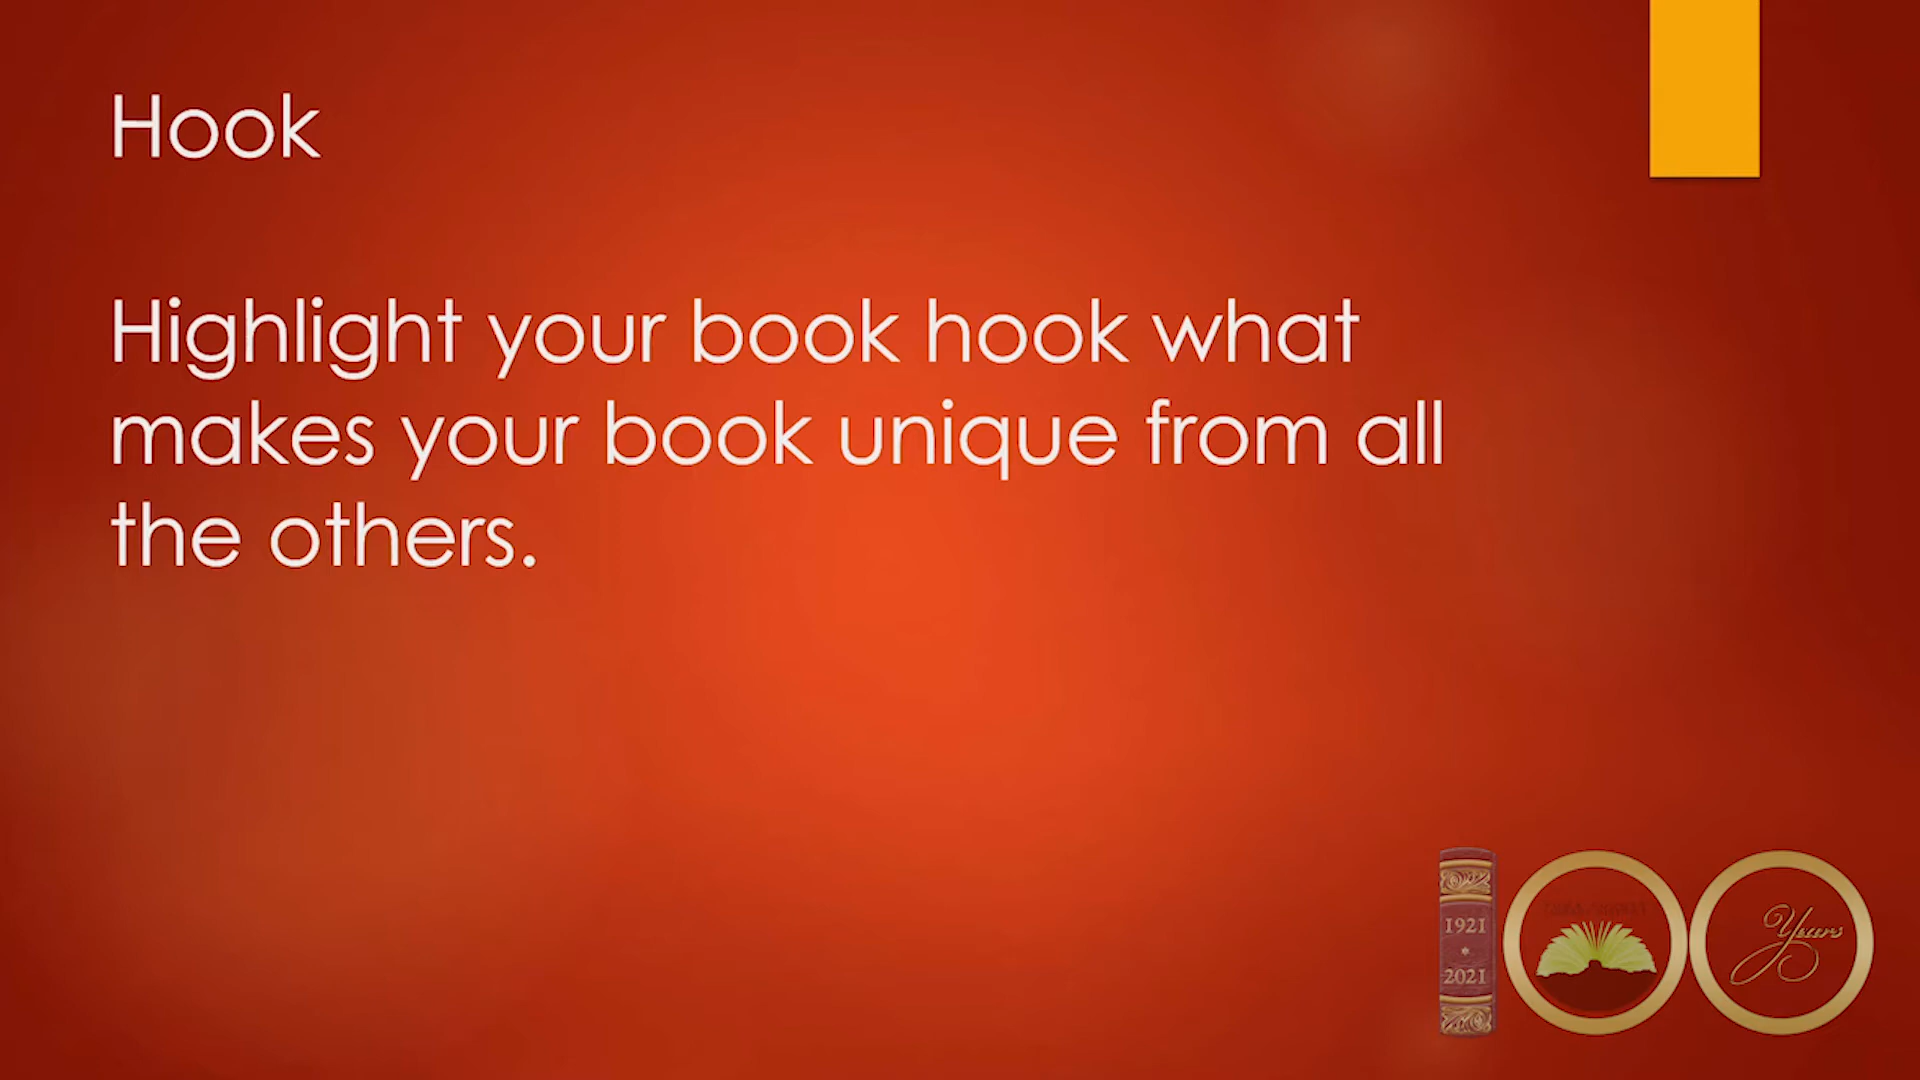 Hook
Highlight your book hook what
makes your book unique from all
the others.
1921
2021
Years